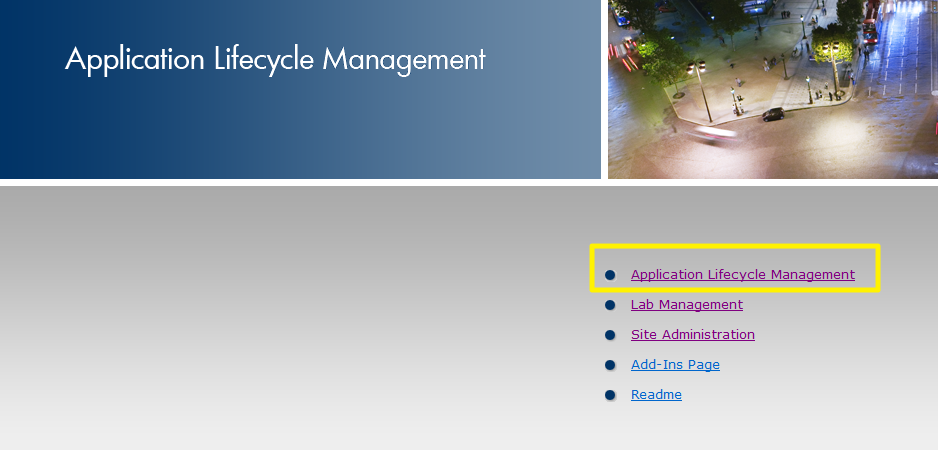 Application Lifecycle Management
Application Lifecycle Management
Lab Management
Site Administration
Add-Ins Page
Readme